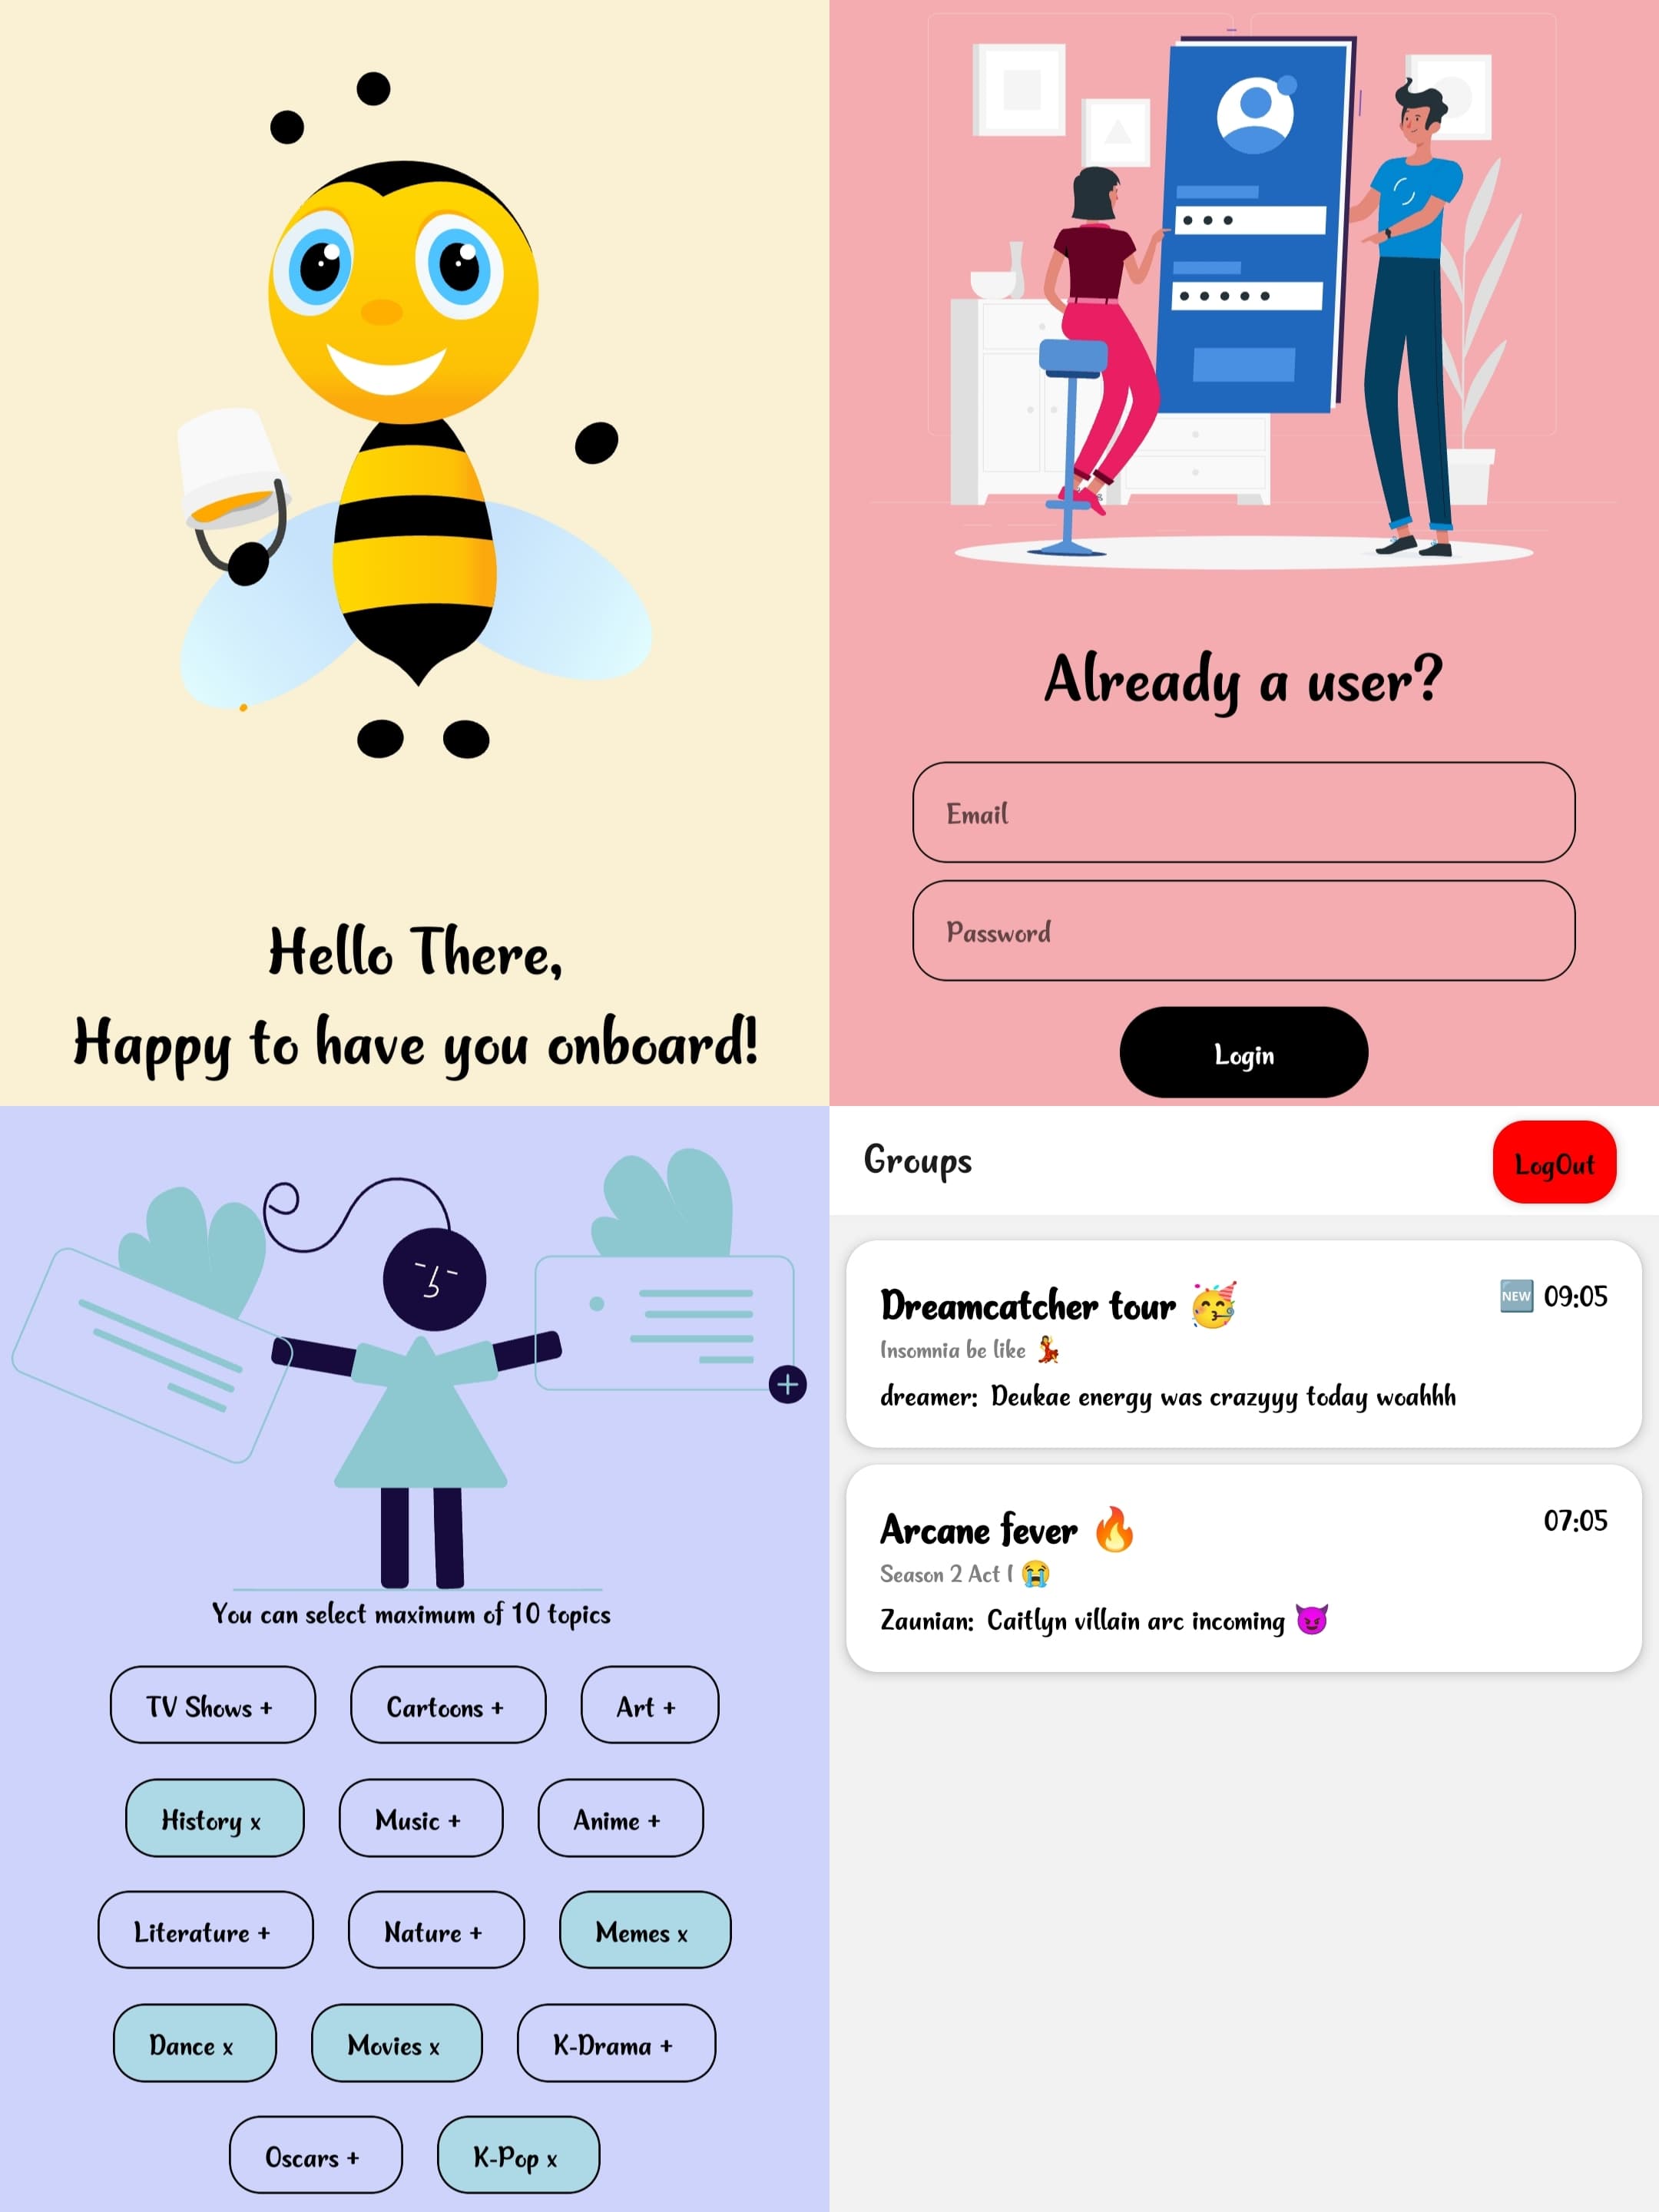 Hello There,
Happy to have you onboard!
Already a user?
Email
Password
Login
You can select maximum of 10 topics
TV Shows +
Cartoons +
Art +
History x
Music +
Anime +
Literature +
Nature +
Memes x
Dance x
Movies x
K-Drama +
Oscars +
K-Pop x
Groups
LogOut
Dreamcatcher tour 🥳
🆕 09:05
Insomnia be like 💃
dreamer: Deukae energy was crazyyy today woahhh
Arcane fever 🔥
07:05
Season 2 Act 1 😭
Zaunian: Caitlyn villain arc incoming 😈